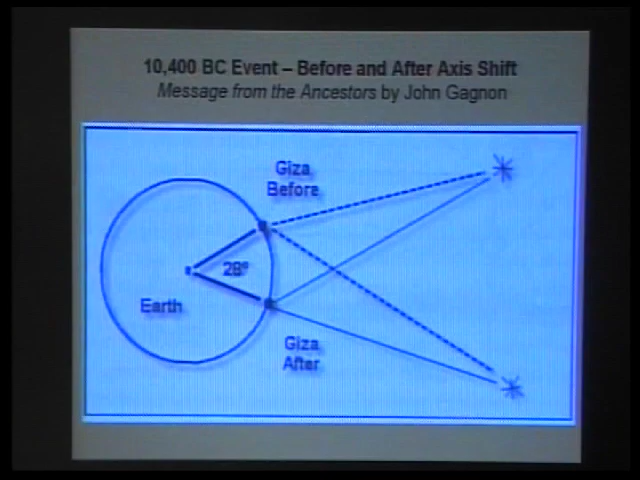 10,400 BC Event – Before and After Axis Shift
Message from the Ancestors by John Gagnon
Giza
Before
28º
Earth
Giza
After